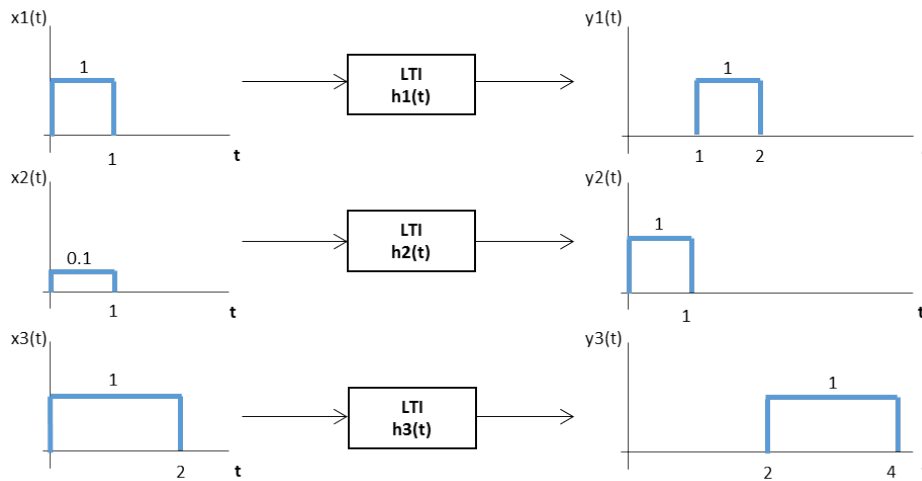 x1(t) y1(t)
1 LTI 1
h1(t)
1 t 1 2
x2(t) y2(t)
1
0.1 LTI
h2(t)
1 t 1 t
x3(t) y3(t)
1 LTI 1
h3(t)
2 t 2 4